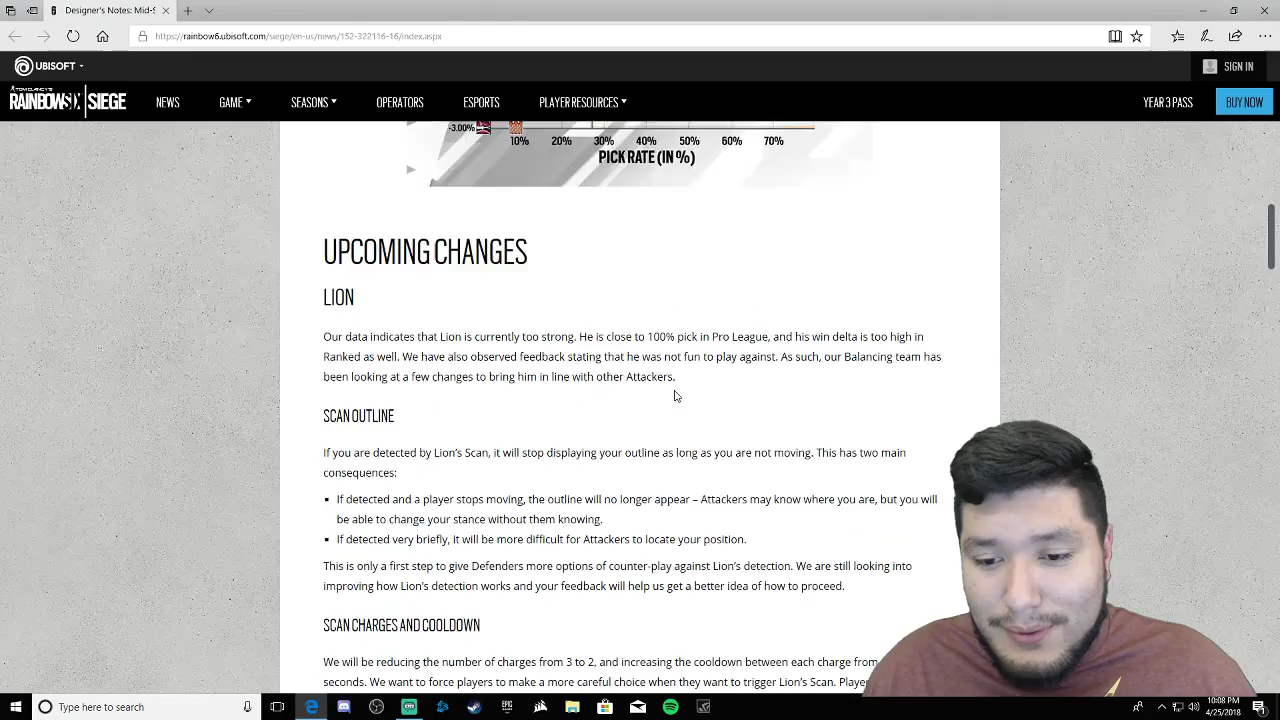 Designer's Notes: Mid-S
https://rainbow6.ubisoft.com/siege/en-us/news/152-322116-16/index.aspx
UBISOFT
SIGN IN
TOM CLANCY'S
RAINBOW SIX SIEGE
NEWS
GAME
SEASONS
OPERATORS
ESPORTS
PLAYER RESOURCES
YEAR 3 PASS
BUY NOW
-3.00%
10% 20% 30% 40% 50% 60% 70%
PICK RATE (IN %)
UPCOMING CHANGES
LION
Our data indicates that Lion is currently too strong. He is close to 100% pick in Pro League, and his win delta is too high in
Ranked as well. We have also observed feedback stating that he was not fun to play against. As such, our Balancing team has
been looking at a few changes to bring him in line with other Attackers.
SCAN OUTLINE
If you are detected by Lion's Scan, it will stop displaying your outline as long as you are not moving. This has two main
consequences:
If detected and a player stops moving, the outline will no longer appear – Attackers may know where you are, but you will
be able to change your stance without them knowing.
If detected very briefly, it will be more difficult for Attackers to locate your position.
This is only a first step to give Defenders more options of counter-play against Lion's detection. We are still looking into
improving how Lion's detection works and your feedback will help us get a better idea of how to proceed.
SCAN CHARGES AND COOLDOWN
We will be reducing the number of charges from 3 to 2, and increasing the cooldown between each charge from
seconds. We want to force players to make a more careful choice when they want to trigger Lion's Scan. Player
Type here to search
EPIC
10:08 PM
4/25/2018